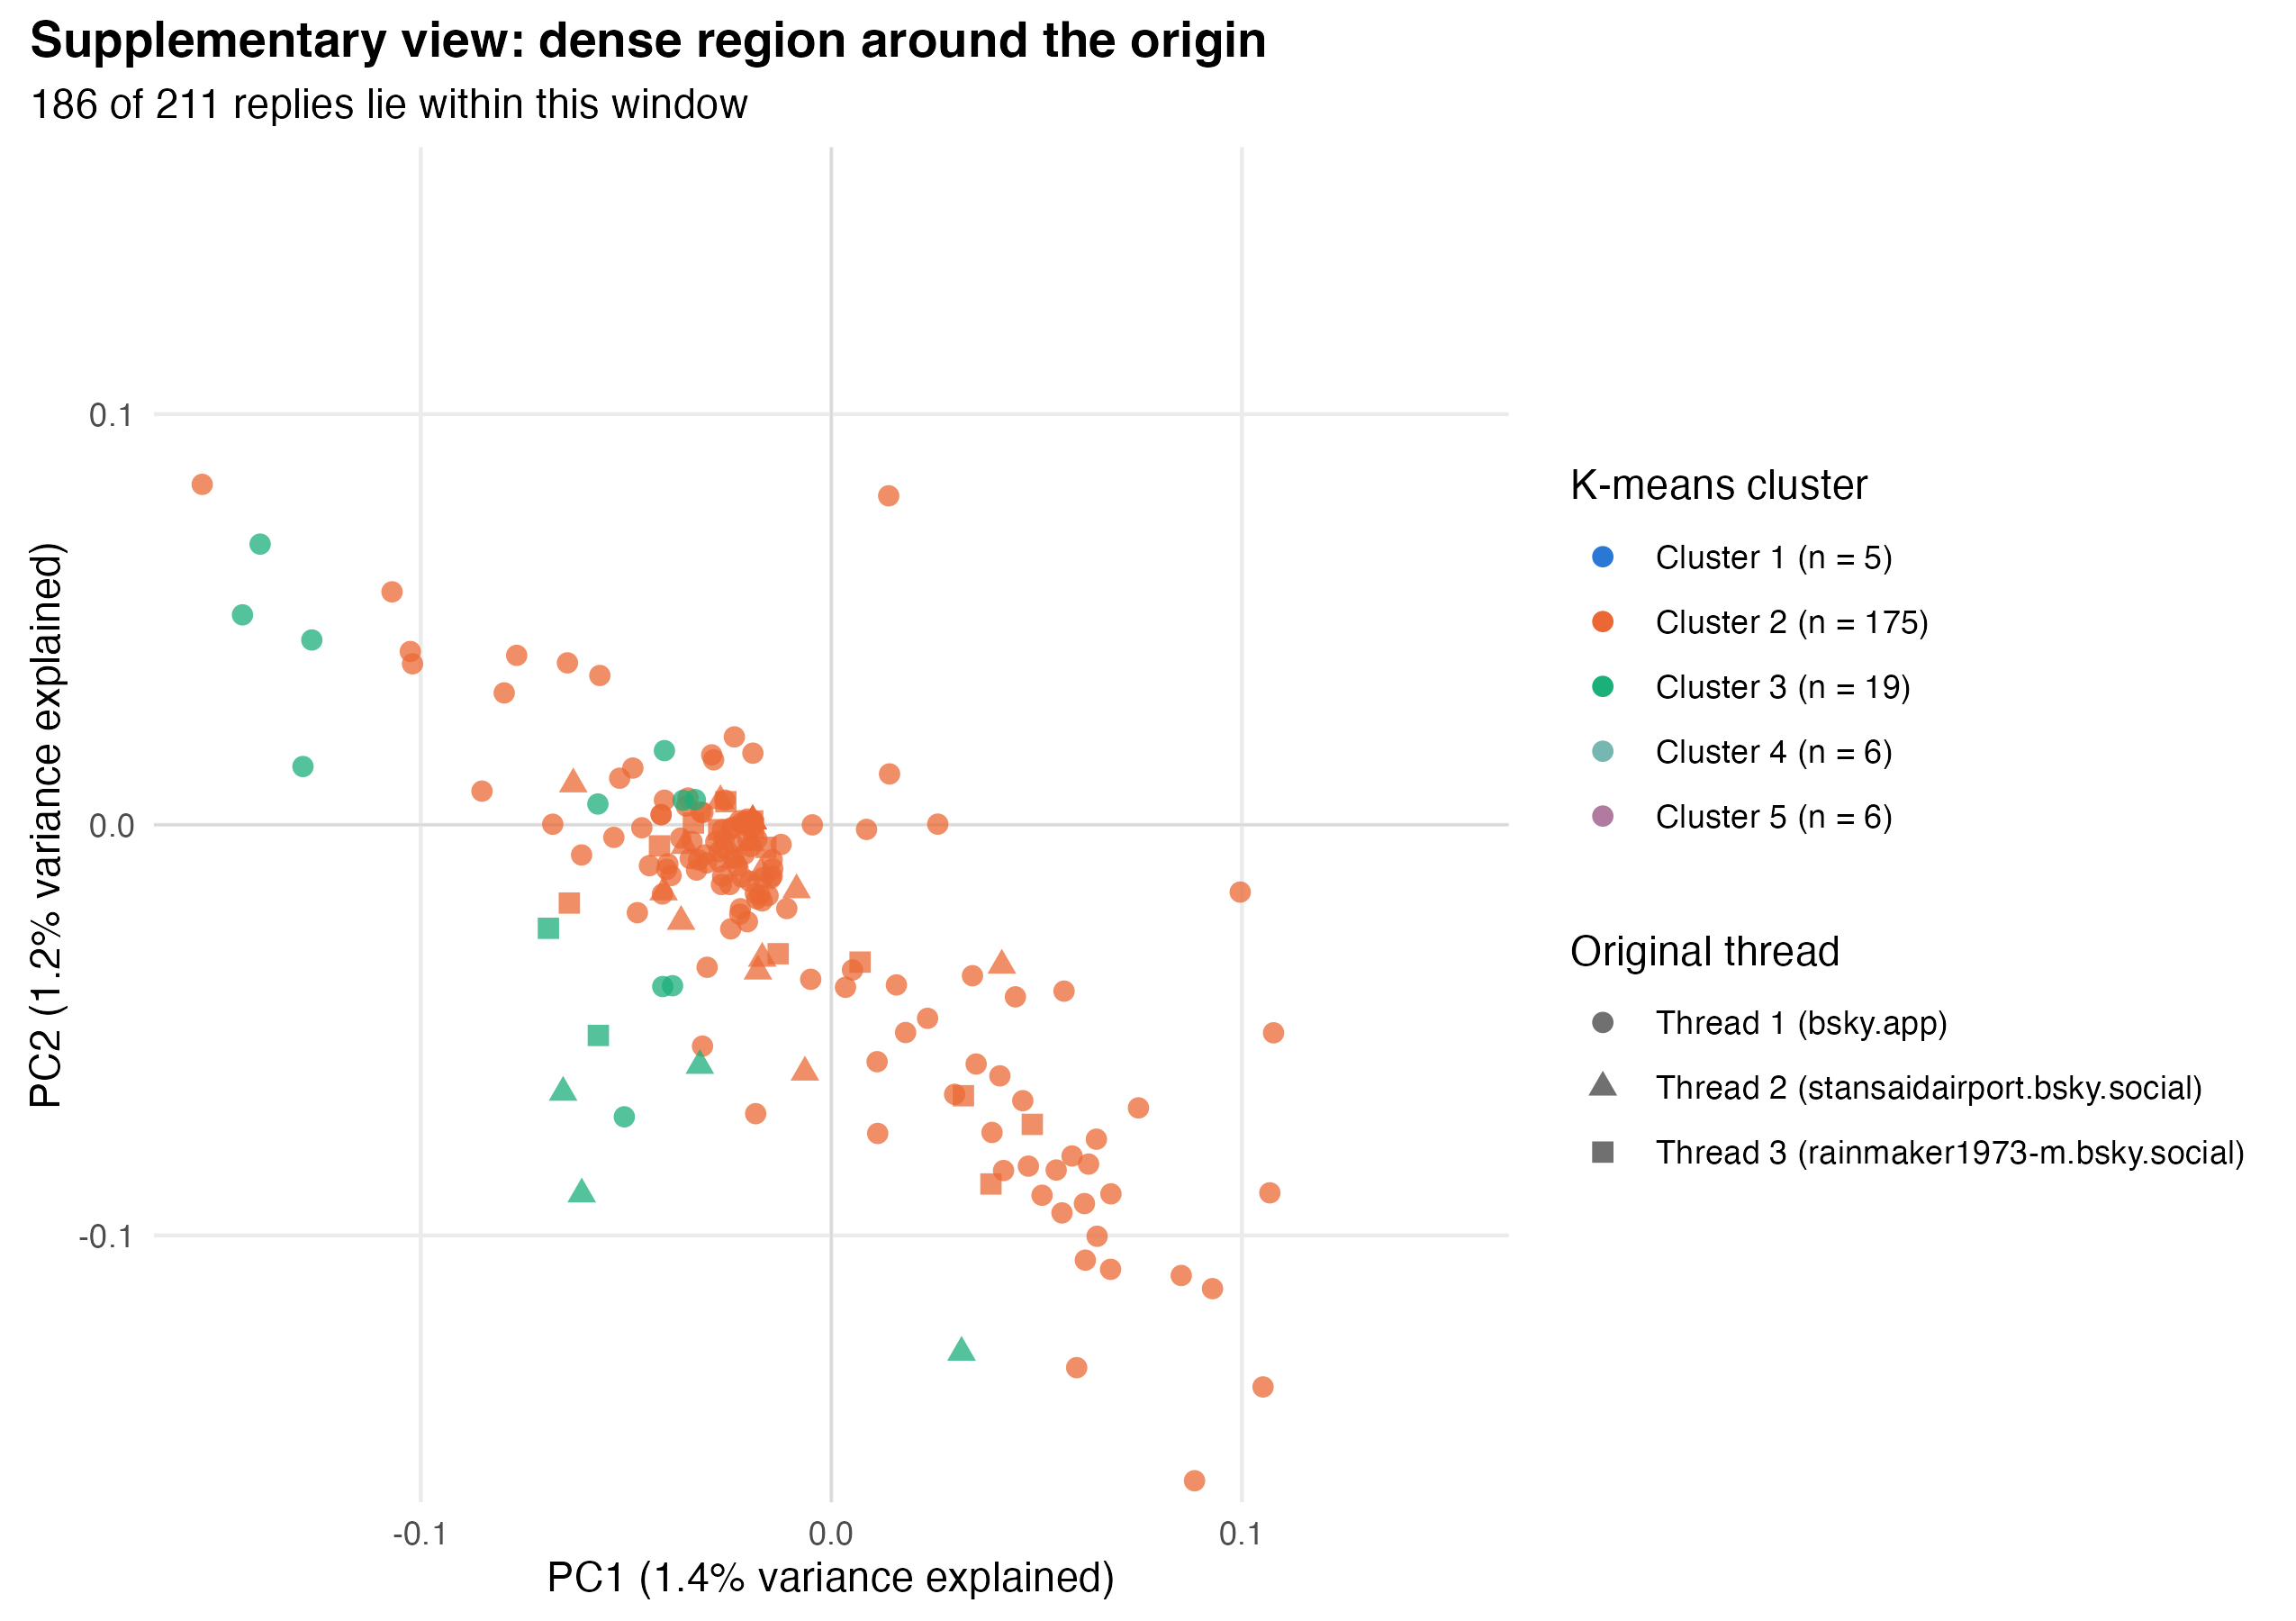 Supplementary view: dense region around the origin
186 of 211 replies lie within this window
PC2 (1.2% variance explained)
0.1
0.0
-0.1
-0.1
0.0
0.1
PC1 (1.4% variance explained)
K-means cluster
Cluster 1 (n = 5)
Cluster 2 (n = 175)
Cluster 3 (n = 19)
Cluster 4 (n = 6)
Cluster 5 (n = 6)
Original thread
Thread 1 (bsky.app)
Thread 2 (stansaidairport.bsky.social)
Thread 3 (rainmaker1973-m.bsky.social)